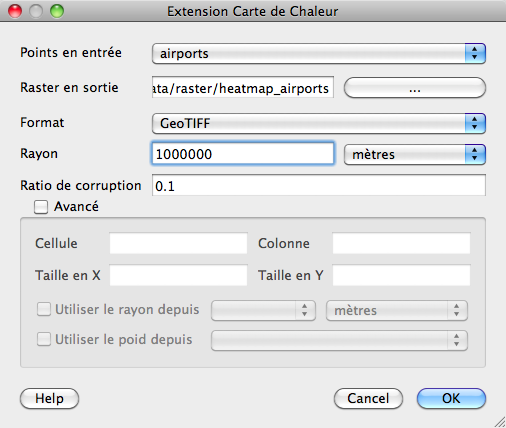 Extension Carte de Chaleur
Points en entrée airports
Raster en sortie ata/raster/heatmap_airports ...
Format GeoTIFF
Rayon 1000000 mètres
Ratio de corruption 0.1
Avancé
Cellule Colonne
Taille en X Taille en Y
Utiliser le rayon depuis mètres
Utiliser le poid depuis
Help Cancel OK